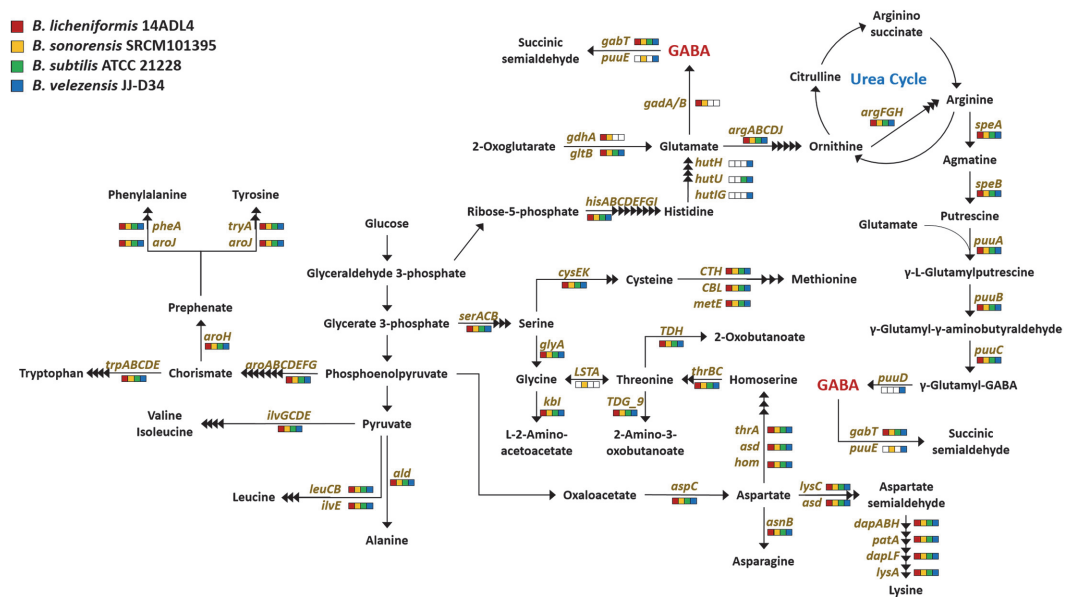 B. licheniformis 14ADL4
B. sonorensis SRCM101395
B. subtilis ATCC 21228
B. velezensis JJ-D34
Arginino
succinate
Citrulline
Urea Cycle
Arginine
argFGH
Ornithine
speA
Agmatine
speB
Putrescine
Glutamate
puuA
γ-L-Glutamylputrescine
puuB
γ-Glutamyl-γ-aminobutyraldehyde
puuC
γ-Glutamyl-GABA
puuD
GABA
gabT
puuE
Succinic
semialdehyde
Succinic
semialdehyde
gabT
puuE
GABA
gadA/B
2-Oxoglutarate
gdhA
gltB
Glutamate
argABCDJ
hutH
hutU
hutIG
Ribose-5-phosphate
hisABCDEFGI
Histidine
Phenylalanine
Tyrosine
pheA
aroJ
tryA
aroJ
Prephenate
aroH
Tryptophan
trpABCDE
Chorismate
aroABCDEFG
Glucose
Glyceraldehyde 3-phosphate
Glycerate 3-phosphate
Phosphoenolpyruvate
serACB
Serine
cysEK
Cysteine
CTH
CBL
metE
Methionine
glyA
Glycine
LSTA
Threonine
TDH
2-Oxobutanoate
thrBC
Homoserine
kbl
L-2-Amino-
acetoacetate
TDG_9
2-Amino-3-
oxobutanoate
Valine
Isoleucine
ilvGCDE
Pyruvate
Leucine
leuCB
ilvE
ald
Alanine
Oxaloacetate
aspC
Aspartate
thrA
asd
hom
asnB
Asparagine
lysC
asd
Aspartate
semialdehyde
dapABH
patA
dapLF
lysA
Lysine